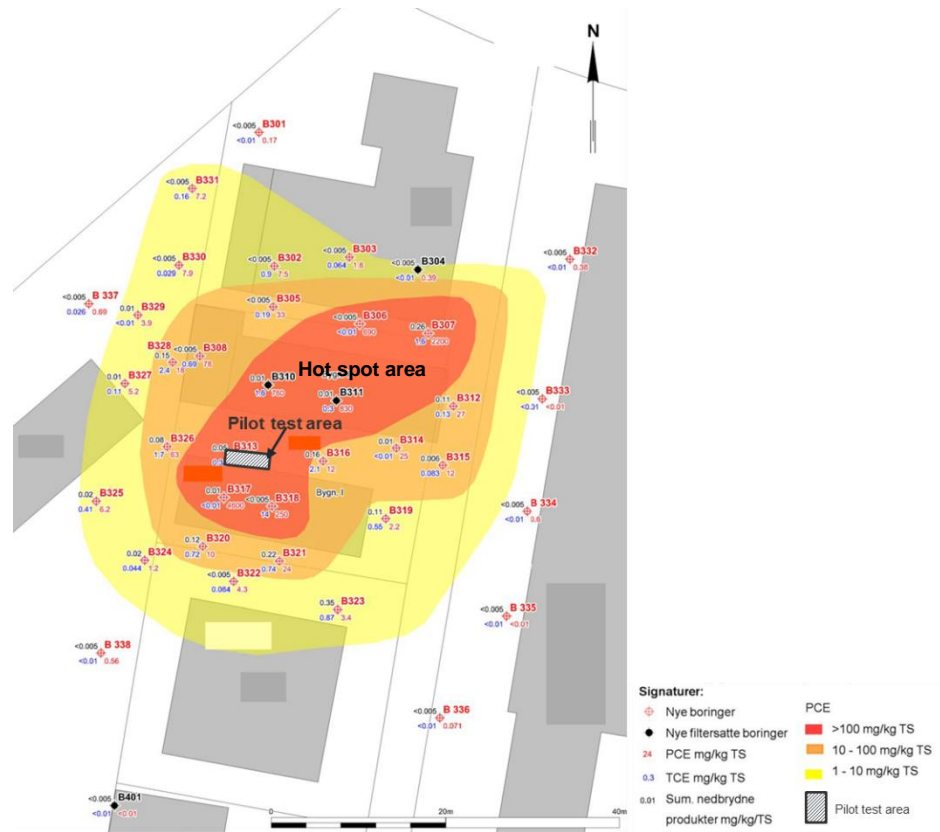 N
<0.005 B301
<0.01 0.17
<0.005 B331
0.16 7.2
<0.005 B303
0.064 1.6
<0.005 B304
<0.01 0.39
<0.005 B332
<0.01 0.38
<0.005 B330
0.029 7.9
<0.005 B302
0.9 7.5
<0.005 B 337
0.026 0.69
0.01 B329
<0.01 3.9
<0.005 B305
0.19 33
<0.005 B306
<0.01 690
0.26 B307
1.6 2200
0.15 B328
2.4 18
<0.005 B308
0.69 78
Hot spot area
0.01 B327
0.11 5.2
0.01 B310
1.6 710
0.01 B311
0.3 830
0.11 B312
0.13 27
<0.005 B333
<0.01 <0.01
Pilot test area
0.08 B326
1.7 63
B313
0.16 B316
2.1 12
0.01 B314
<0.01 25
0.006 B315
0.083 12
0.02 B325
0.41 6.2
0.01 B317
<0.01 4600
<0.005 B318
14 250
Bygn. I
0.11 B319
0.55 2.2
<0.005 B 334
<0.01 0.6
0.02 B324
0.044 1.2
0.12 B320
0.72 10
0.22 B321
0.74 24
<0.005 B322
0.064 4.3
0.35 B323
0.87 3.4
<0.005 B 335
<0.01 <0.01
<0.005 B 338
<0.01 0.56
<0.005 B 336
<0.01 0.071
<0.005 B401
<0.01 <0.01
0 20m 40m
Signaturer:
Nye boringer
Nye filtersatte boringer
24 PCE mg/kg TS
0.3 TCE mg/kg TS
0.01 Sum. nedbrydne
produkter mg/kg/TS
PCE
>100 mg/kg TS
10 - 100 mg/kg TS
1 - 10 mg/kg TS
Pilot test area